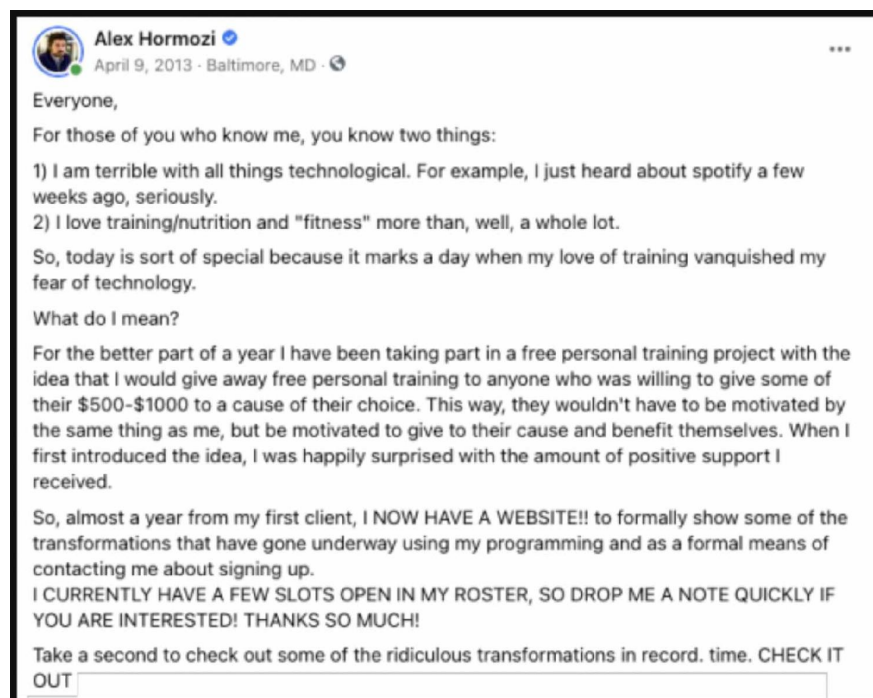 Alex Hormozi
April 9, 2013 · Baltimore, MD ·
Everyone,
For those of you who know me, you know two things:
1) I am terrible with all things technological. For example, I just heard about spotify a few
weeks ago, seriously.
2) I love training/nutrition and "fitness" more than, well, a whole lot.
So, today is sort of special because it marks a day when my love of training vanquished my
fear of technology.
What do I mean?
For the better part of a year I have been taking part in a free personal training project with the
idea that I would give away free personal training to anyone who was willing to give some of
their $500-$1000 to a cause of their choice. This way, they wouldn't have to be motivated by
the same thing as me, but be motivated to give to their cause and benefit themselves. When I
first introduced the idea, I was happily surprised with the amount of positive support I
received.
So, almost a year from my first client, I NOW HAVE A WEBSITE!! to formally show some of the
transformations that have gone underway using my programming and as a formal means of
contacting me about signing up.
I CURRENTLY HAVE A FEW SLOTS OPEN IN MY ROSTER, SO DROP ME A NOTE QUICKLY IF
YOU ARE INTERESTED! THANKS SO MUCH!
Take a second to check out some of the ridiculous transformations in record. time. CHECK IT
OUT